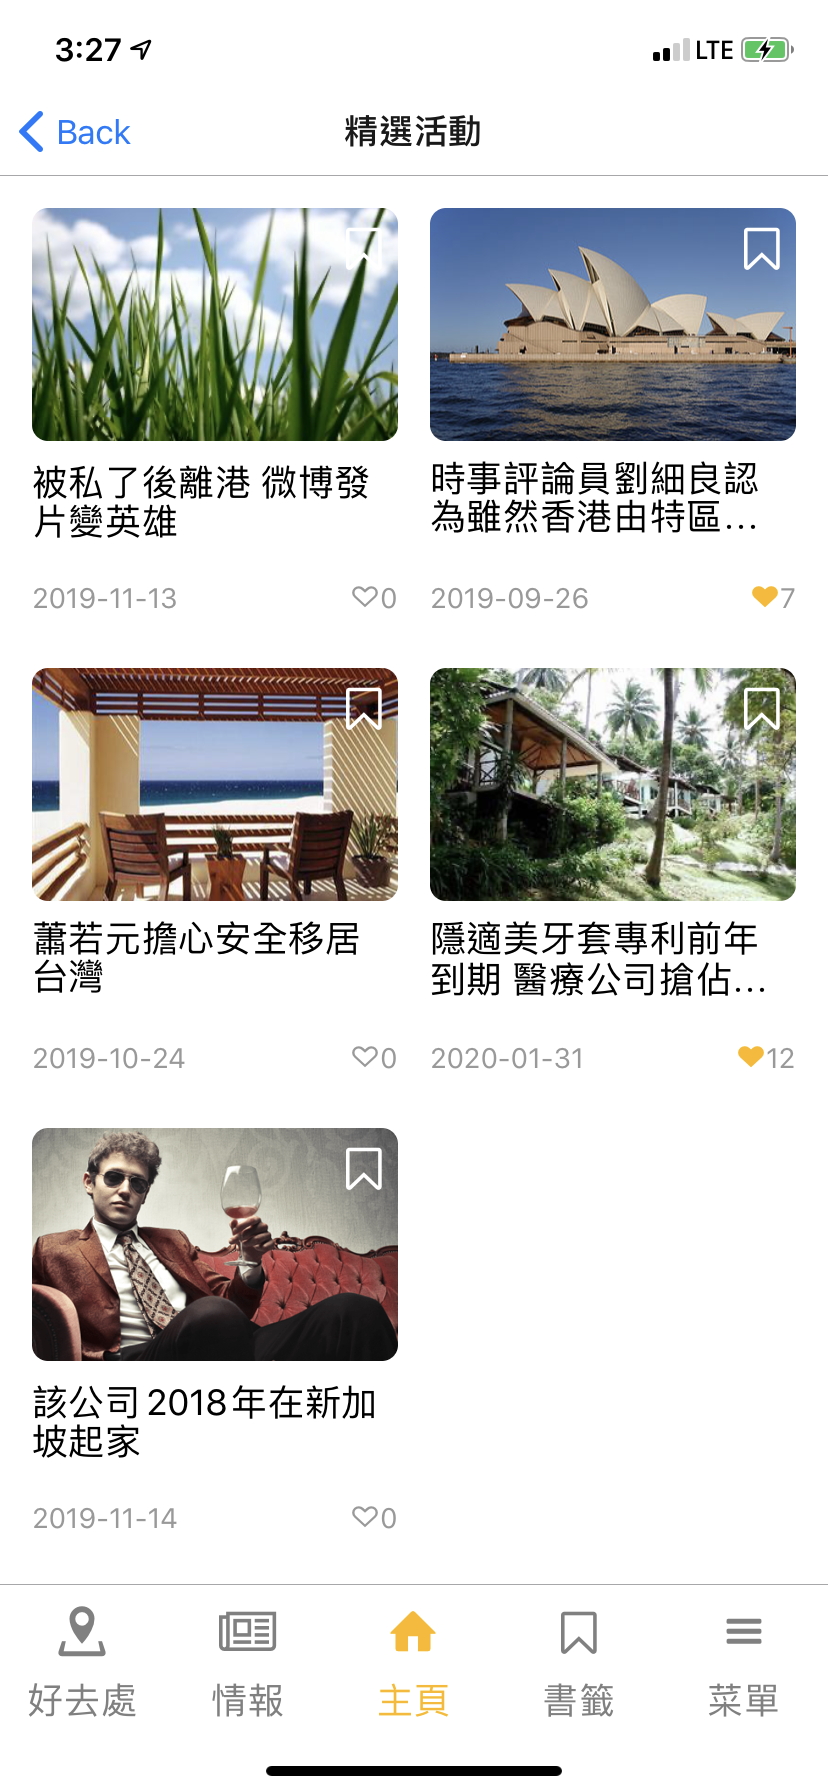 3:27
LTE
Back
精選活動
被私了後離港 微博發
片變英雄
2019-11-13
0
時事評論員劉細良認
為雖然香港由特區...
2019-09-26
7
蕭若元擔心安全移居
台灣
2019-10-24
0
隱適美牙套專利前年
到期 醫療公司搶佔...
2020-01-31
12
該公司2018年在新加
坡起家
2019-11-14
0
好去處
情報
主頁
書籤
菜單